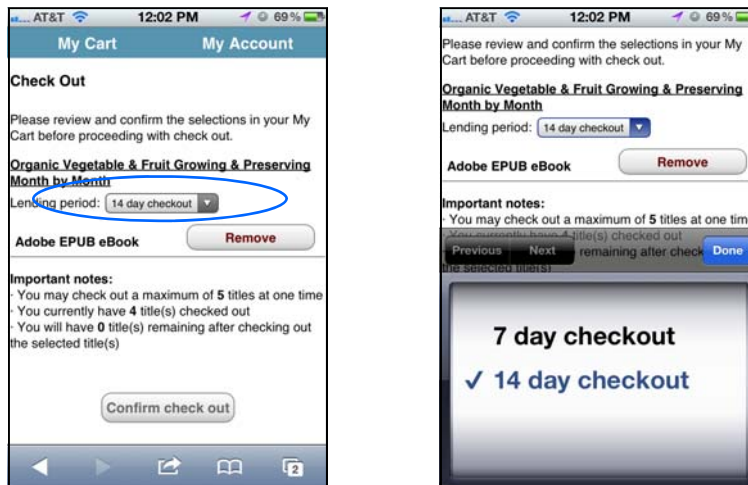 AT&T 12:02 PM 69%
My Cart My Account
Check Out
Please review and confirm the selections in your My
Cart before proceeding with check out.
Organic Vegetable & Fruit Growing & Preserving
Month by Month
Lending period: 14 day checkout
Adobe EPUB eBook Remove
Important notes:
· You may check out a maximum of 5 titles at one time
· You currently have 4 title(s) checked out
· You will have 0 title(s) remaining after checking out
the selected title(s)
Confirm check out
2
AT&T 12:02 PM 69%
Please review and confirm the selections in your My
Cart before proceeding with check out.
Organic Vegetable & Fruit Growing & Preserving
Month by Month
Lending period: 14 day checkout
Adobe EPUB eBook Remove
Important notes:
· You may check out a maximum of 5 titles at one tim
· You currently have 4 title(s) checked out
Previous Next remaining after check Done
the selected title(s)
7 day checkout
✓ 14 day checkout